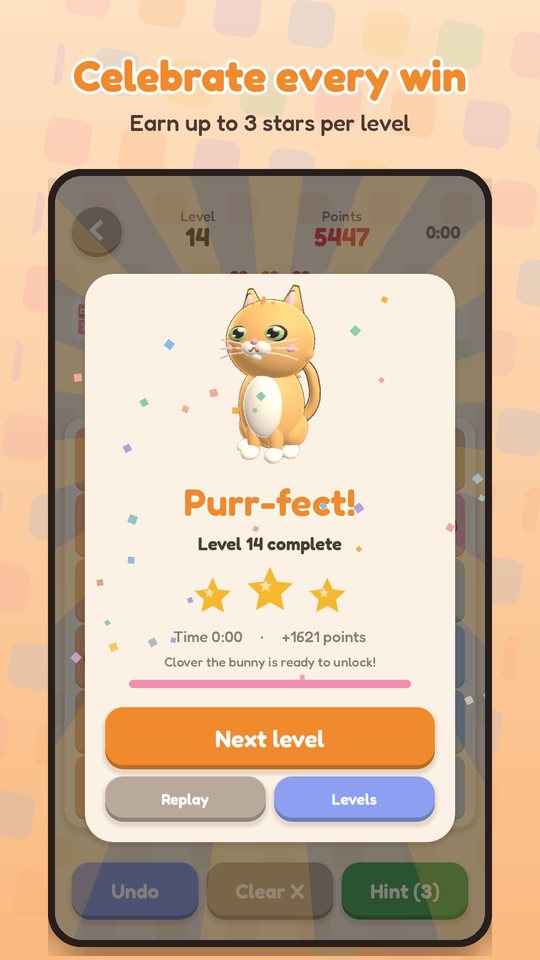 Celebrate every win
Earn up to 3 stars per level
Level
14
Points
5447
0:00
Purr-fect!
Level 14 complete
Time 0:00 · +1621 points
Clover the bunny is ready to unlock!
Next level
Replay
Levels
Undo
Clear X
Hint (3)